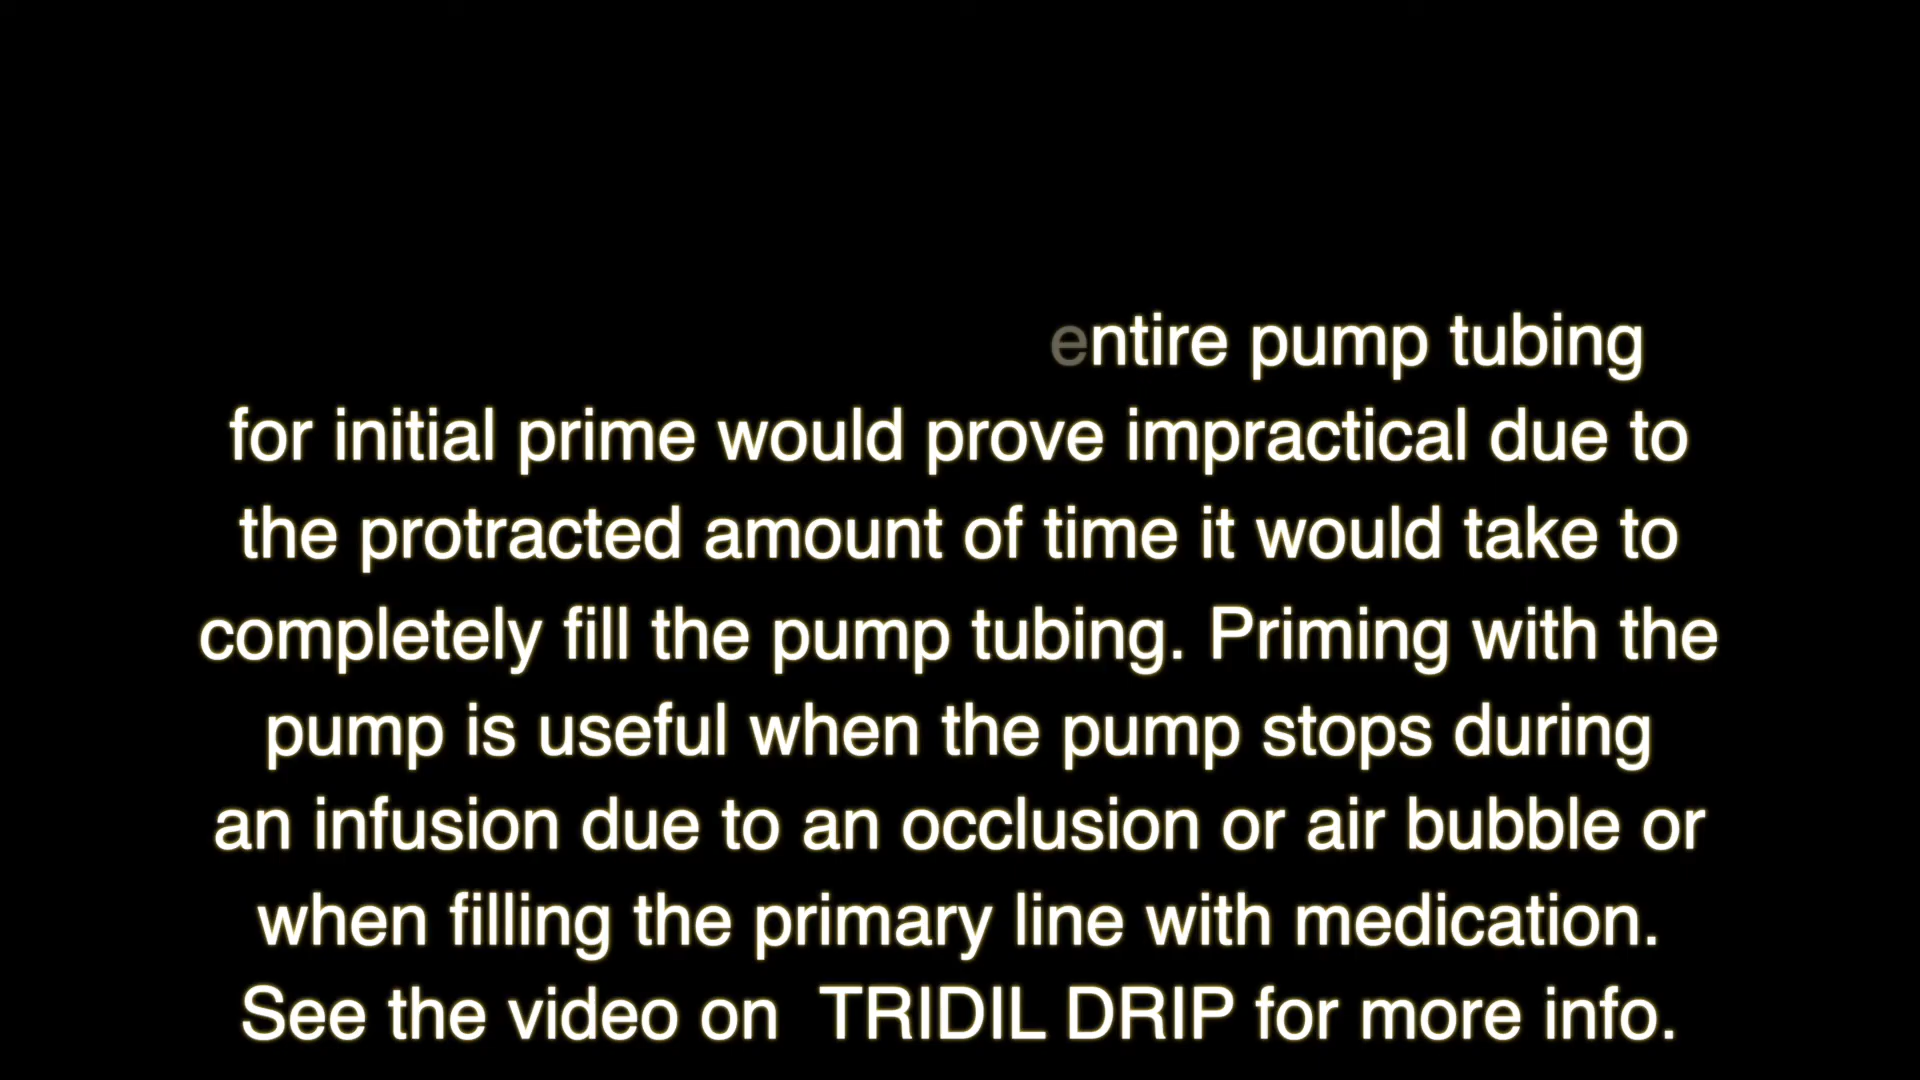 entire pump tubing
for initial prime would prove impractical due to
the protracted amount of time it would take to
completely fill the pump tubing. Priming with the
pump is useful when the pump stops during
an infusion due to an occlusion or air bubble or
when filling the primary line with medication.
See the video on  TRIDIL DRIP for more info.